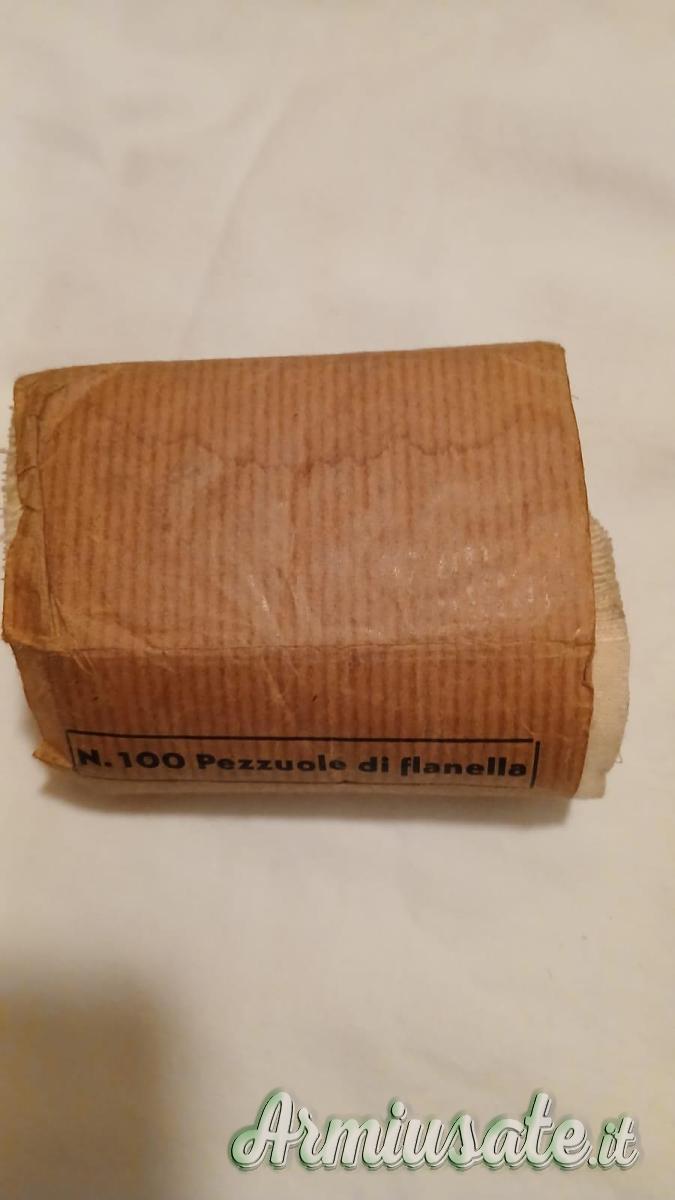 N. 100 Pezzuole di flanella
Armiusate.it